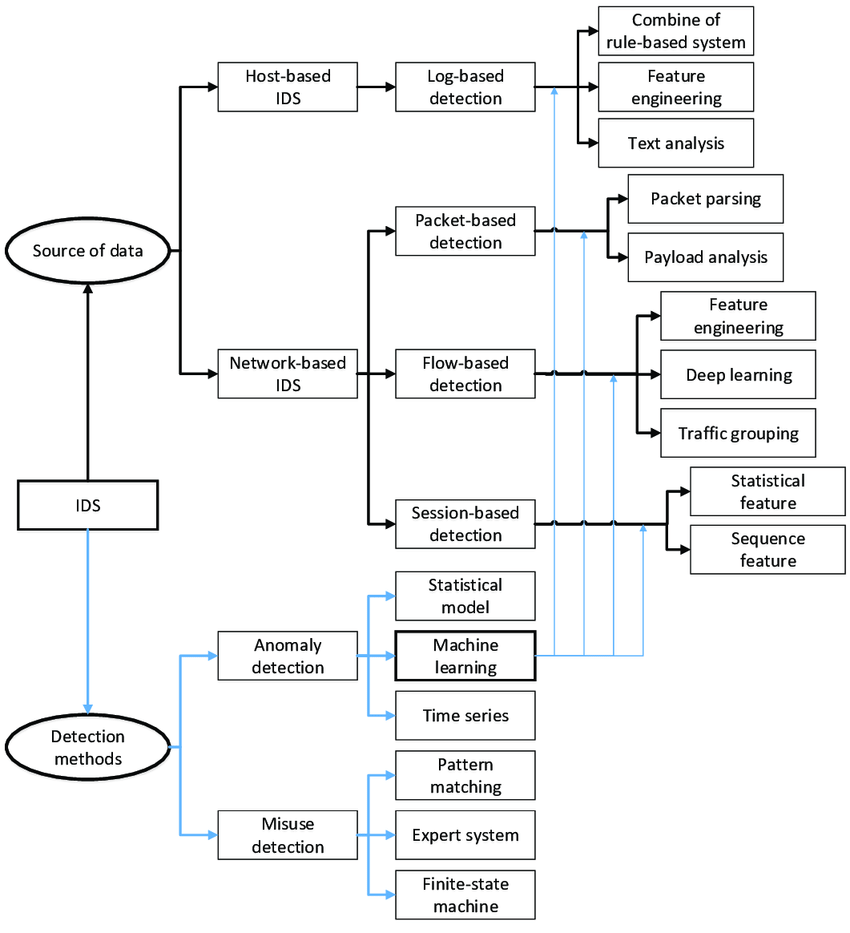 Combine of
rule-based system
Host-based
IDS
Log-based
detection
Feature
engineering
Text analysis
Packet parsing
Packet-based
detection
Source of data
Payload analysis
Feature
engineering
Network-based
IDS
Flow-based
detection
Deep learning
Traffic grouping
Statistical
feature
IDS
Session-based
detection
Sequence
feature
Statistical
model
Anomaly
detection
Machine
learning
Time series
Detection
methods
Pattern
matching
Misuse
detection
Expert system
Finite-state
machine